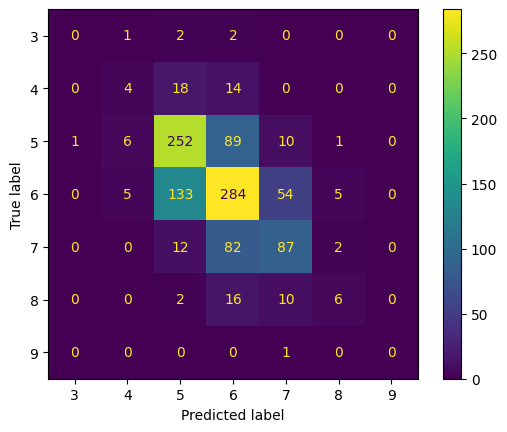 3 0 1 2 2 0 0 0
4 0 4 18 14 0 0 0
5 1 6 252 89 10 1 0
6 0 5 133 284 54 5 0
7 0 0 12 82 87 2 0
8 0 0 2 16 10 6 0
9 0 0 0 0 1 0 0
3 4 5 6 7 8 9
Predicted label
True label
250
200
150
100
50
0